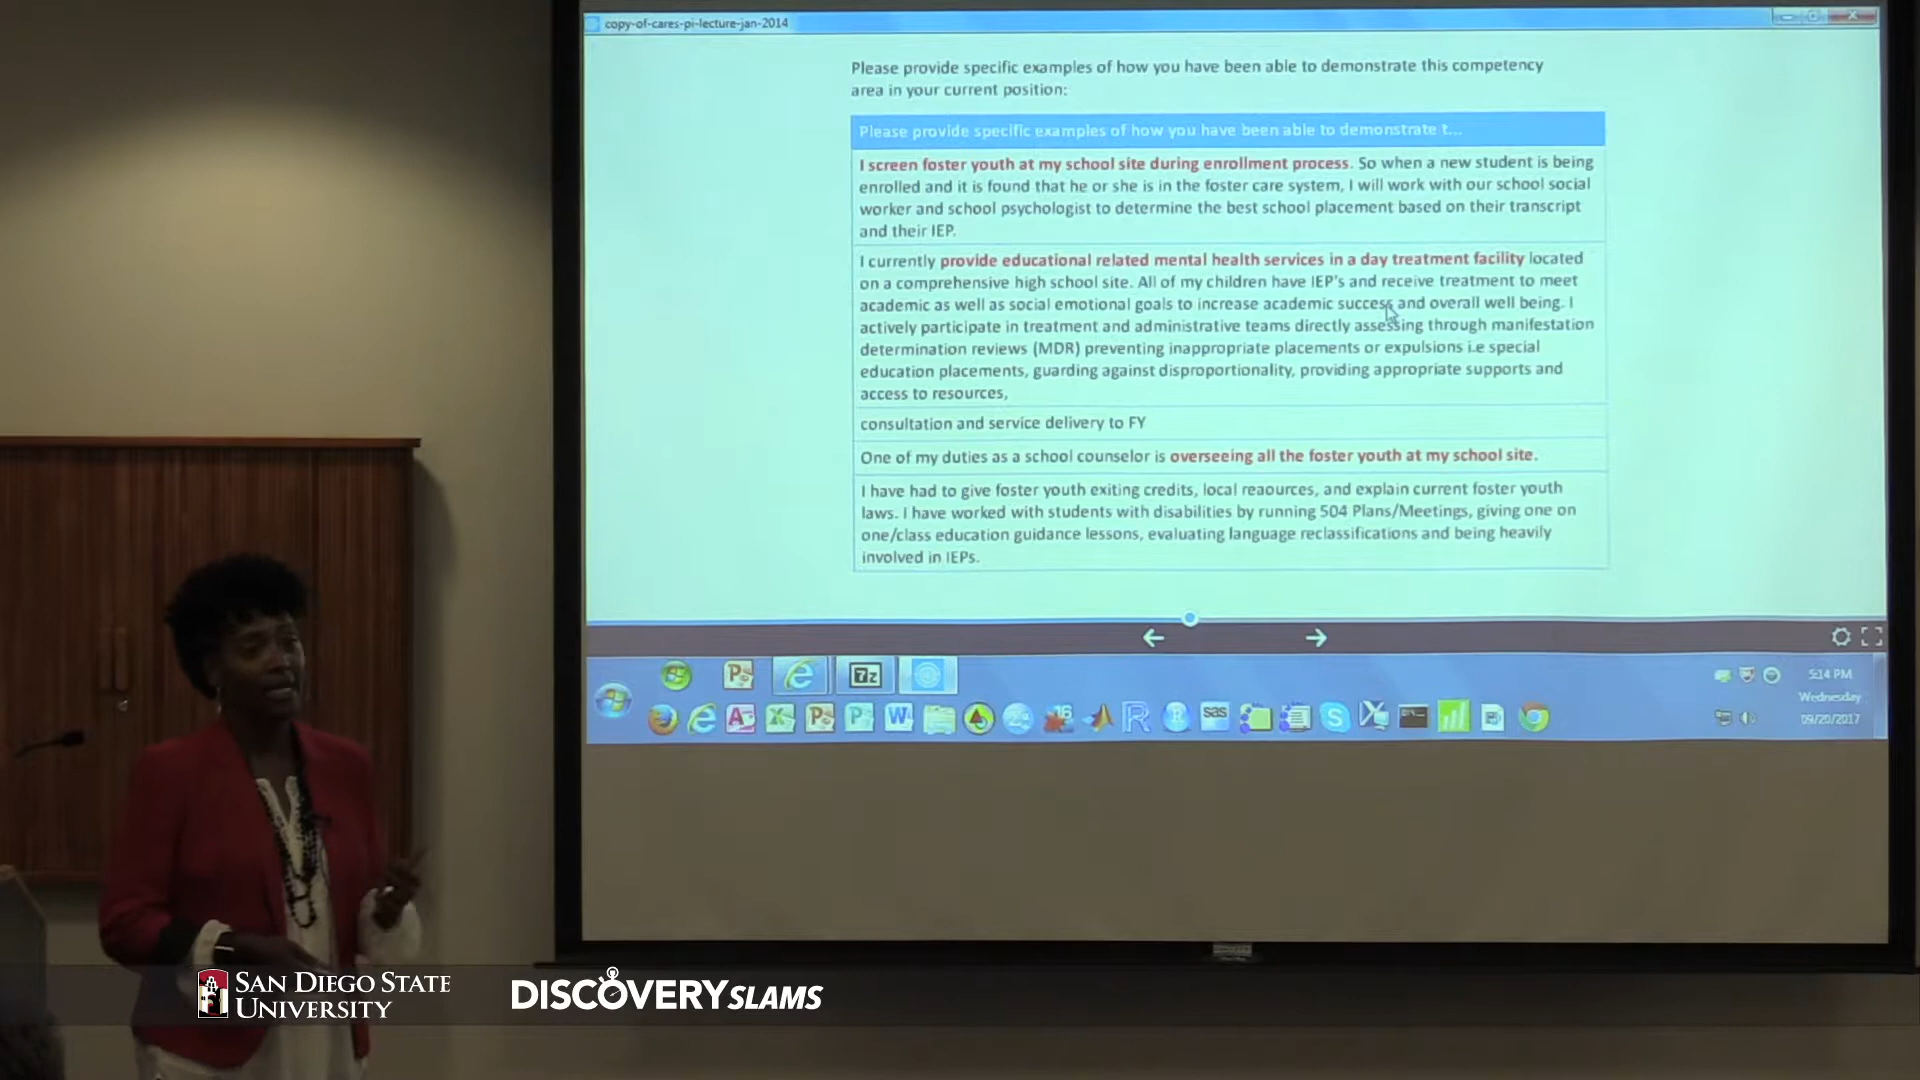 copy-of-cares-pi-lecture-jan-2014
Please provide specific examples of how you have been able to demonstrate this competency
area in your current position:
Please provide specific examples of how you have been able to demonstrate t...
I screen foster youth at my school site during enrollment process. So when a new student is being
enrolled and it is found that he or she is in the foster care system, I will work with our school social
worker and school psychologist to determine the best school placement based on their transcript
and their IEP.
I currently provide educational related mental health services in a day treatment facility located
on a comprehensive high school site. All of my children have IEP's and receive treatment to meet
academic as well as social emotional goals to increase academic success and overall well being. I
actively participate in treatment and administrative teams directly assessing through manifestation
determination reviews (MDR) preventing inappropriate placements or expulsions i.e special
education placements, guarding against disproportionality, providing appropriate supports and
access to resources,
consultation and service delivery to FY
One of my duties as a school counselor is overseeing all the foster youth at my school site.
I have had to give foster youth exiting credits, local reaources, and explain current foster youth
laws. I have worked with students with disabilities by running 504 Plans/Meetings, giving one on
one/class education guidance lessons, evaluating language reclassifications and being heavily
involved in IEPs.
7z
5:14 PM
Wednesday
09/20/2017
sas
SAN DIEGO STATE
UNIVERSITY
DISCOVERY SLAMS